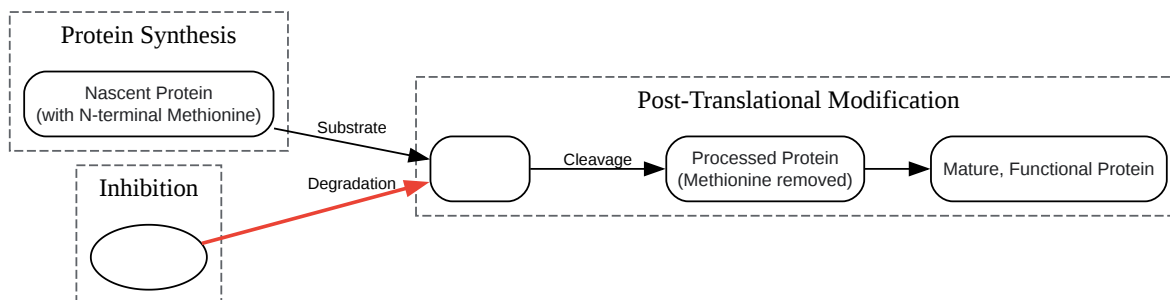 Protein Synthesis
Nascent Protein
(with N-terminal Methionine)
Substrate
Post-Translational Modification
Cleavage
Processed Protein
(Methionine removed)
Mature, Functional Protein
Inhibition
Degradation